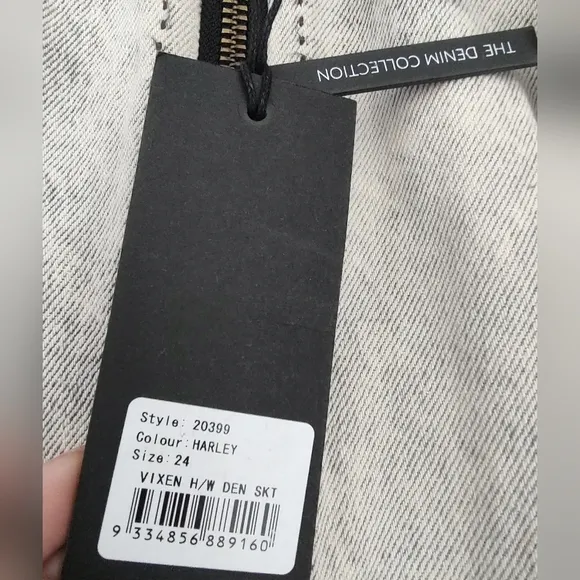 THE DENIM COLLECTION
Style: 20399
Colour: HARLEY
Size: 24
VIXEN H/W DEN SKT
9 334856 889160